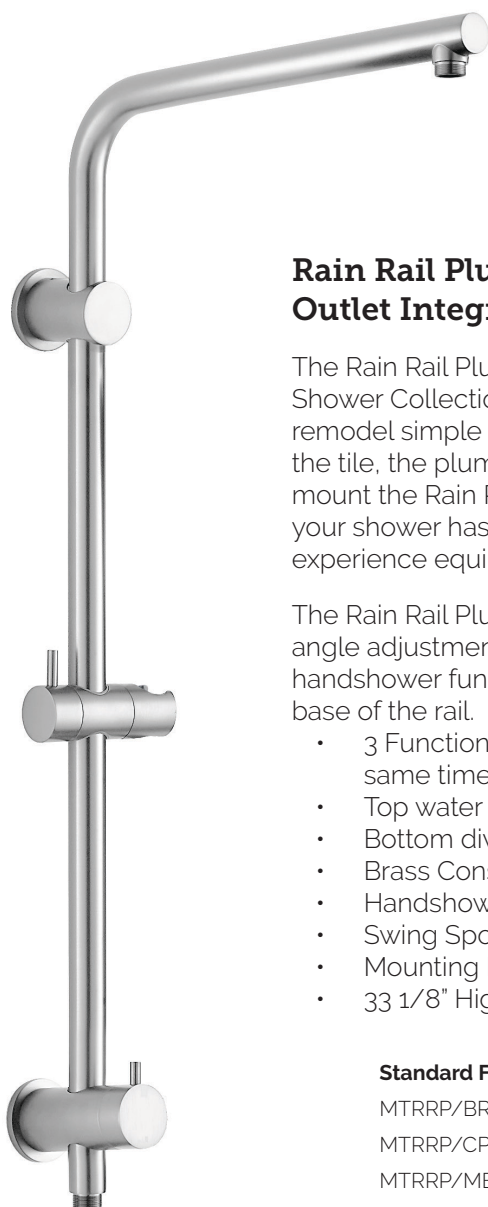 Rain Rail Plu
Outlet Integ
The Rain Rail Plu
Shower Collectio
remodel simple
the tile, the plum
mount the Rain
your shower has
experience equi
The Rain Rail Plu
angle adjustmen
handshower fun
base of the rail.
• 3 Function
same time
• Top water
• Bottom div
• Brass Cons
• Handshow
• Swing Spo
• Mounting
• 33 1/8” Hig
Standard F
MTRRP/BR
MTRRP/CP
MTRRP/ME